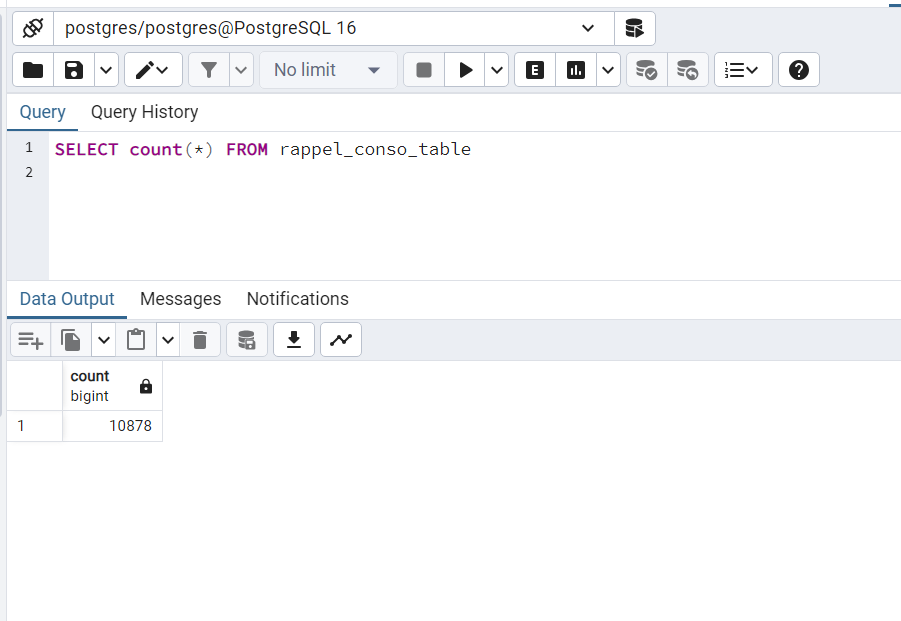 postgres/postgres@PostgreSQL 16
No limit
E
Query Query History
1 SELECT count(*) FROM rappel_conso_table
2
Data Output Messages Notifications
count
bigint
1 10878